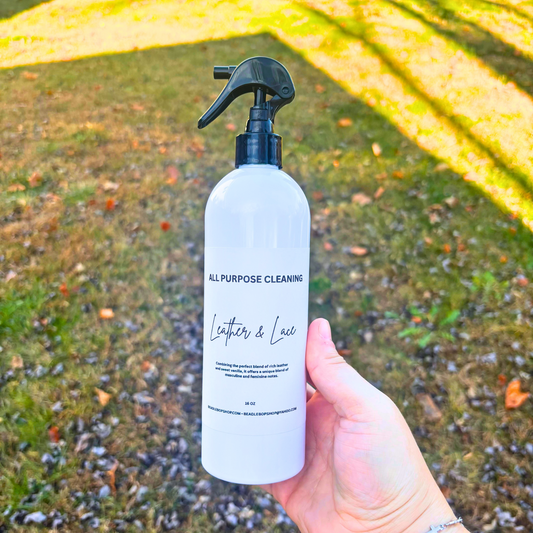 ALL PURPOSE CLEANING
Leather & Lace
Combining the perfect blend of rich leather
and sweet vanilla, it offers a unique blend of
masculine and feminine notes.
16 OZ